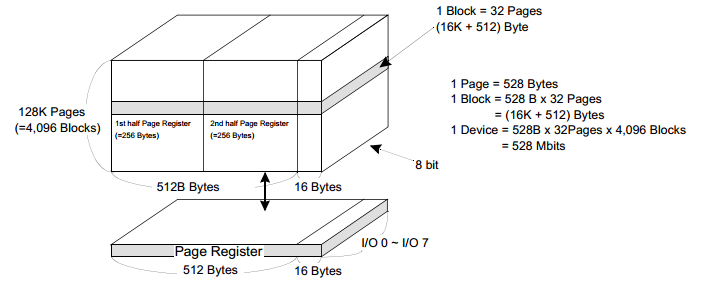 1 Block = 32 Pages
(16K + 512) Byte
128K Pages
(=4,096 Blocks)
1 Page = 528 Bytes
1 Block = 528 B x 32 Pages
= (16K + 512) Bytes
1 Device = 528B x 32Pages x 4,096 Blocks
= 528 Mbits
1st half Page Register
(=256 Bytes)
2nd half Page Register
(=256 Bytes)
8 bit
512B Bytes
16 Bytes
I/O 0 ~ I/O 7
Page Register
512 Bytes
16 Bytes